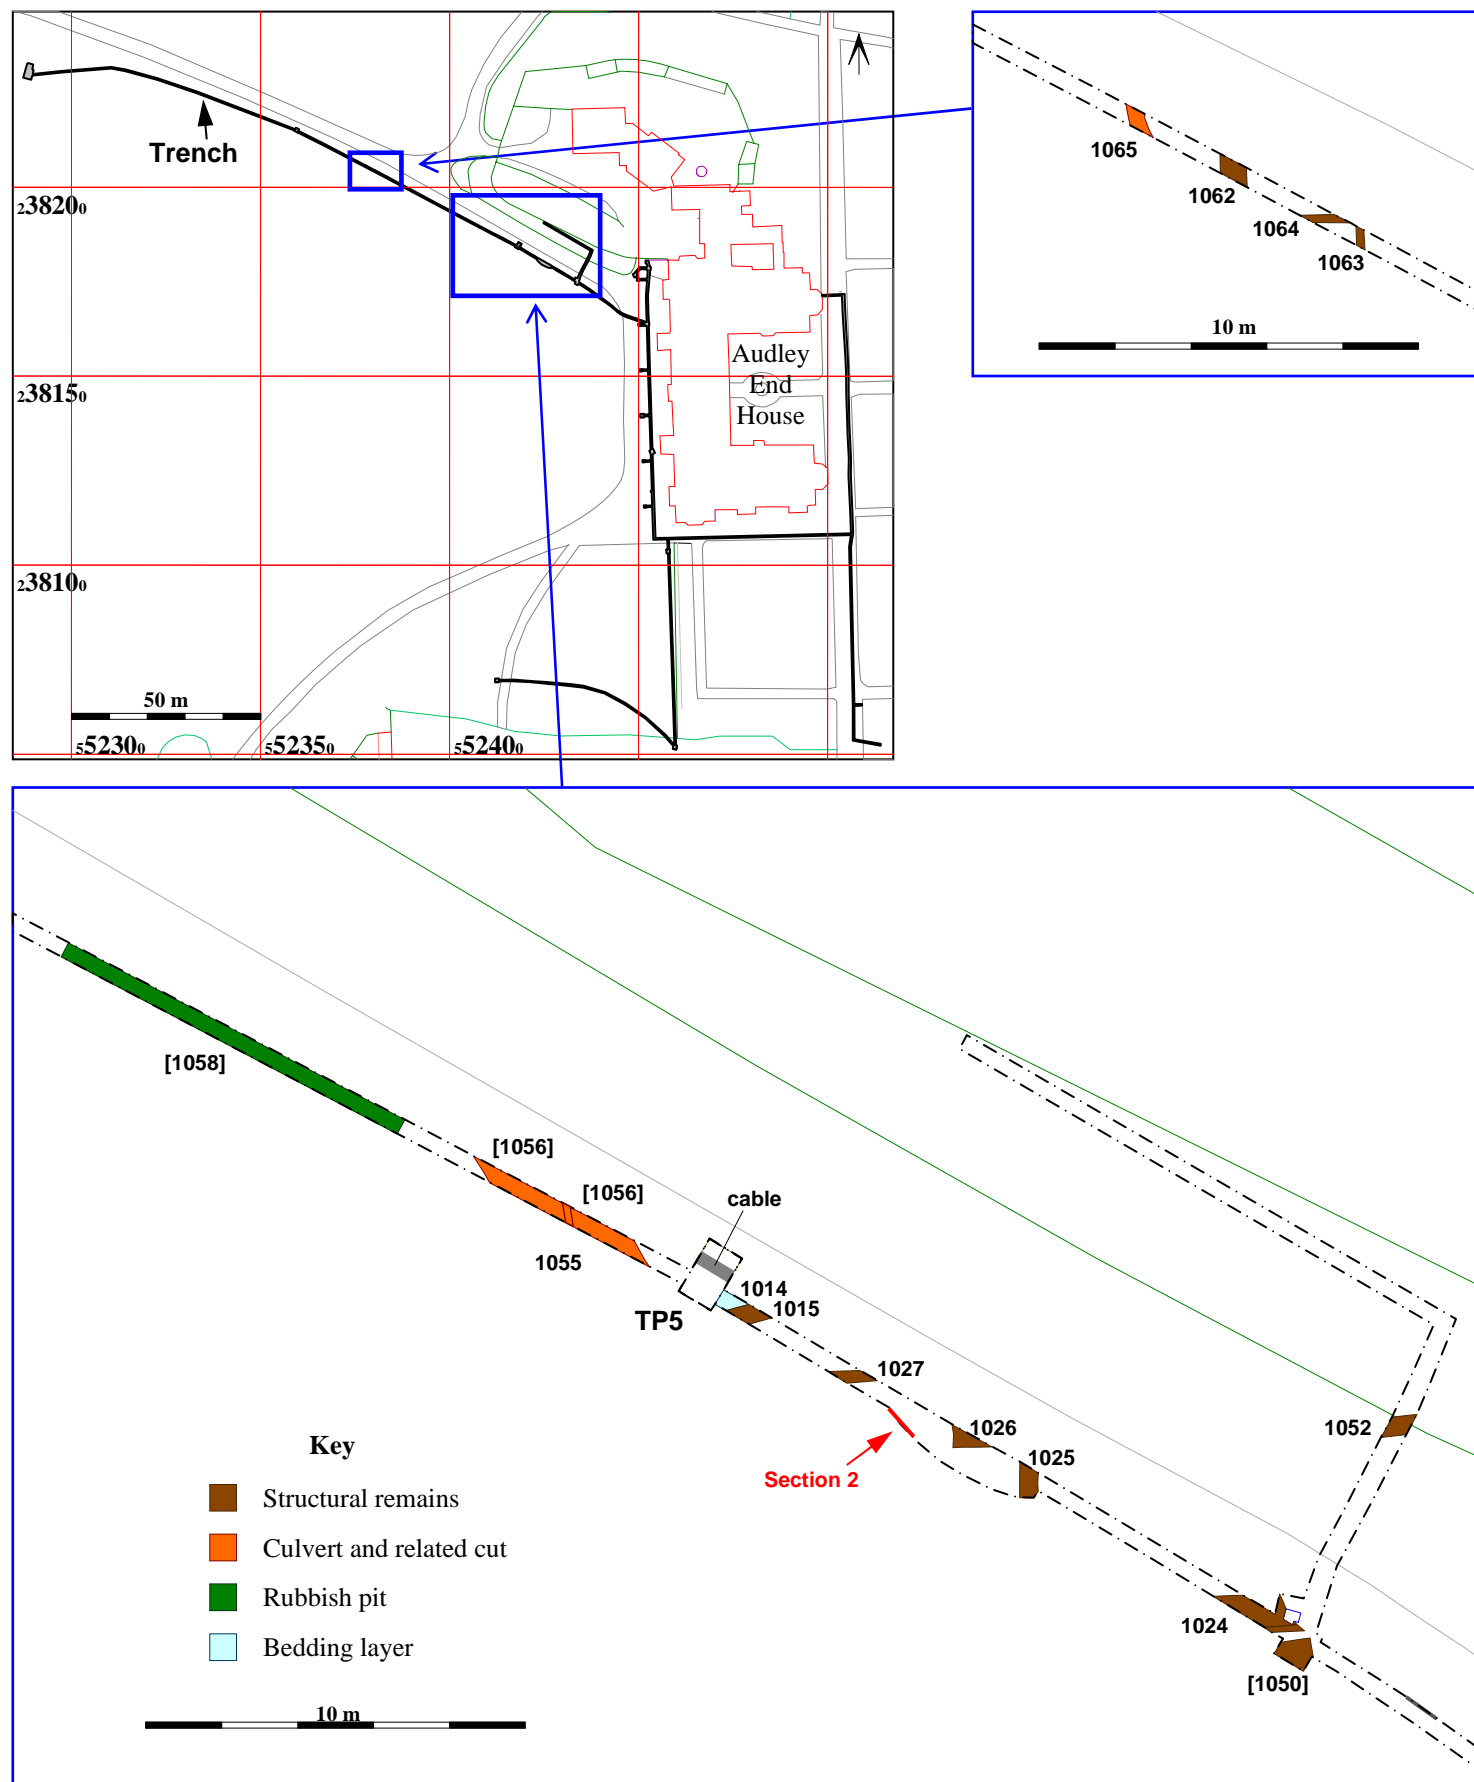 Trench
238200
238150
238100
Audley
End
House
50 m
552300
552350
552400
1065
1062
1064
1063
10 m
[1058]
[1056]
[1056]
1055
cable
TP5
1014
1015
1027
Section 2
1026
1025
1052
1024
[1050]
Key
Structural remains
Culvert and related cut
Rubbish pit
Bedding layer
10 m